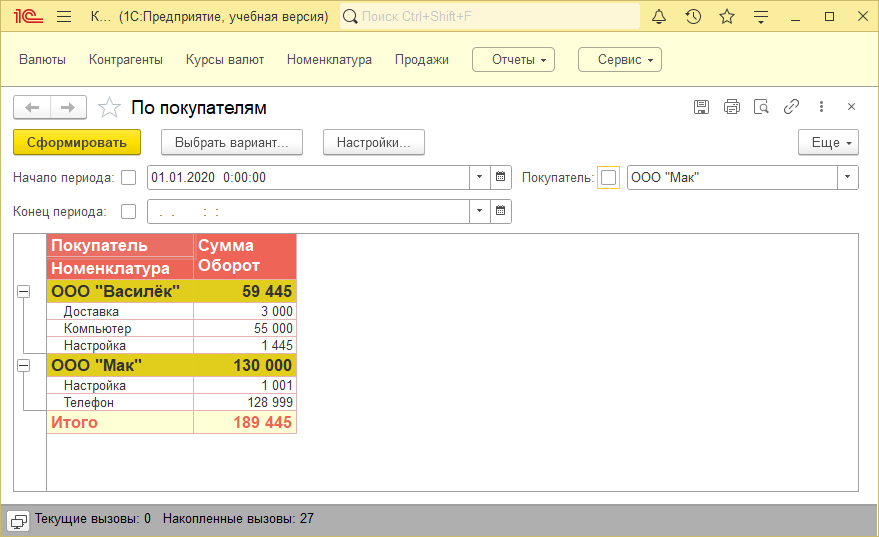 1С К... (1С:Предприятие, учебная версия) Поиск Ctrl+Shift+F
Валюты Контрагенты Курсы валют Номенклатура Продажи Отчеты Сервис
По покупателям
Сформировать Выбрать вариант... Настройки... Еще
Начало периода: 01.01.2020 0:00:00 Покупатель: ООО "Мак"
Конец периода: . . : :
Покупатель Сумма
Номенклатура Оборот
ООО "Василёк" 59 445
Доставка 3 000
Компьютер 55 000
Настройка 1 445
ООО "Мак" 130 000
Настройка 1 001
Телефон 128 999
Итого 189 445
Текущие вызовы: 0 Накопленные вызовы: 27